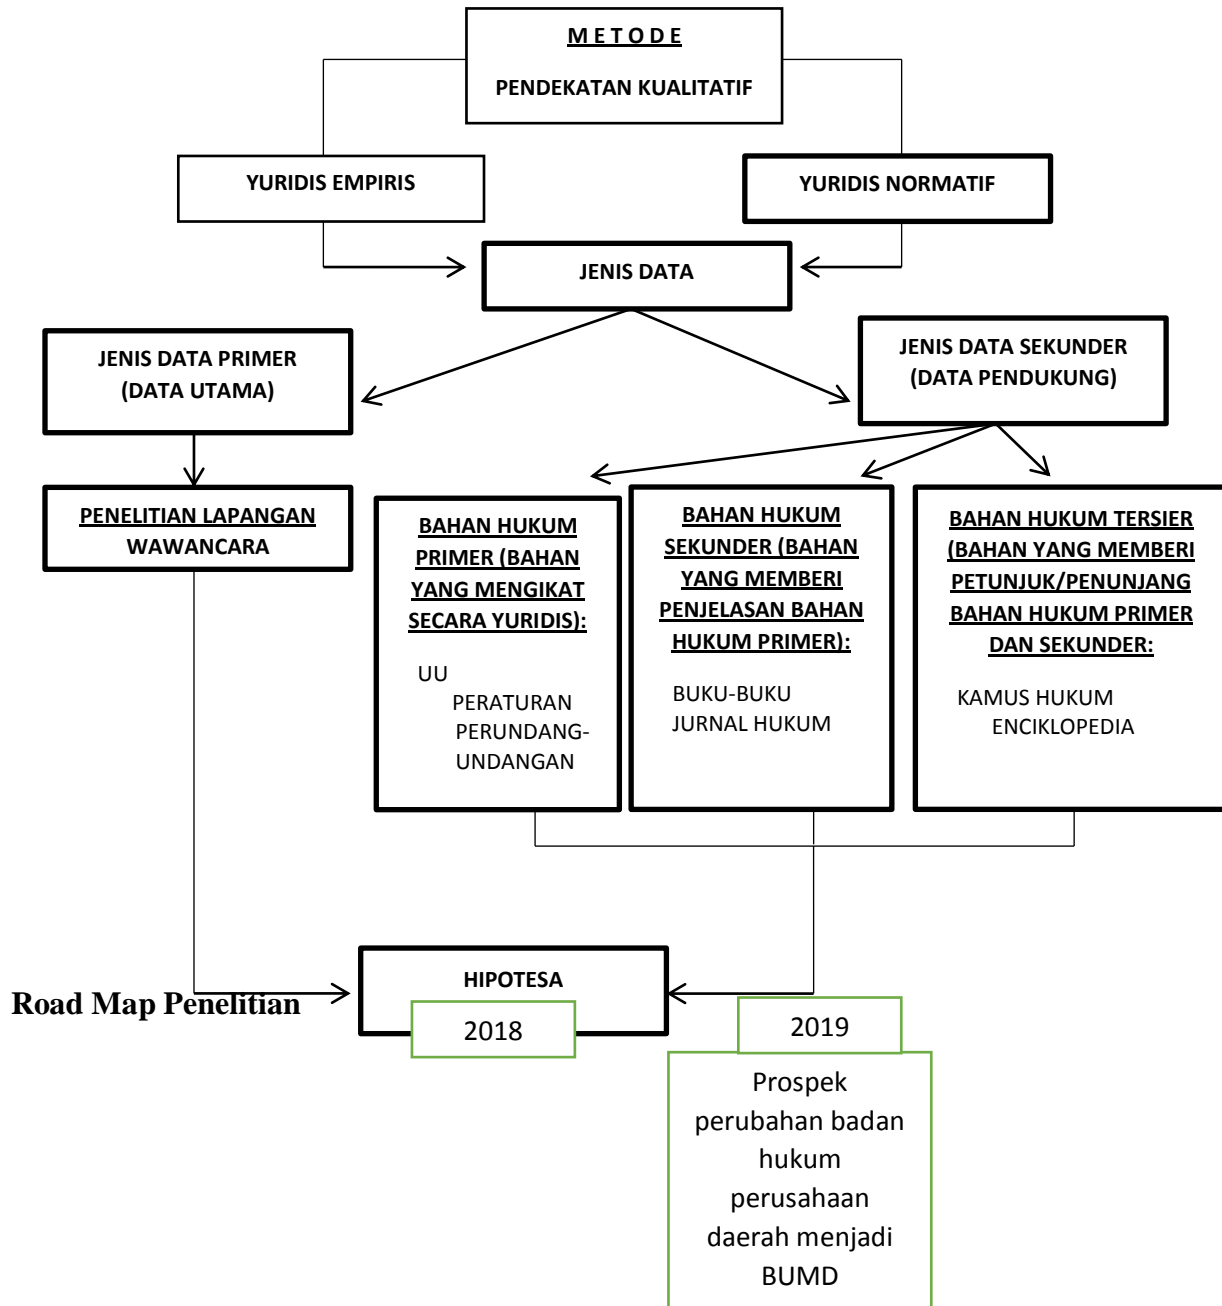 METODE
PENDEKATAN KUALITATIF
YURIDIS EMPIRIS
YURIDIS NORMATIF
JENIS DATA
JENIS DATA PRIMER
(DATA UTAMA)
JENIS DATA SEKUNDER
(DATA PENDUKUNG)
PENELITIAN LAPANGAN
WAWANCARA
BAHAN HUKUM
PRIMER (BAHAN
YANG MENGIKAT
SECARA YURIDIS):
UU
PERATURAN
PERUNDANG-
UNDANGAN
BAHAN HUKUM
SEKUNDER (BAHAN
YANG MEMBERI
PENJELASAN BAHAN
HUKUM PRIMER):
BUKU-BUKU
JURNAL HUKUM
BAHAN HUKUM TERSIER
(BAHAN YANG MEMBERI
PETUNJUK/PENUNJANG
BAHAN HUKUM PRIMER
DAN SEKUNDER:
KAMUS HUKUM
ENCIKLOPEDIA
HIPOTESA
Road Map Penelitian
2018
2019
Prospek
perubahan badan
hukum
perusahaan
daerah menjadi
BUMD